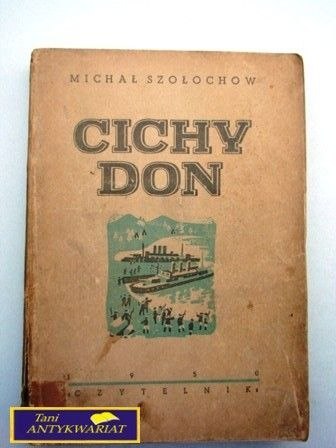 MICHAŁ SZOŁOCHOW
CICHY
DON
1950
"CZYTELNIK"
Tani
ANTYKWARIAT